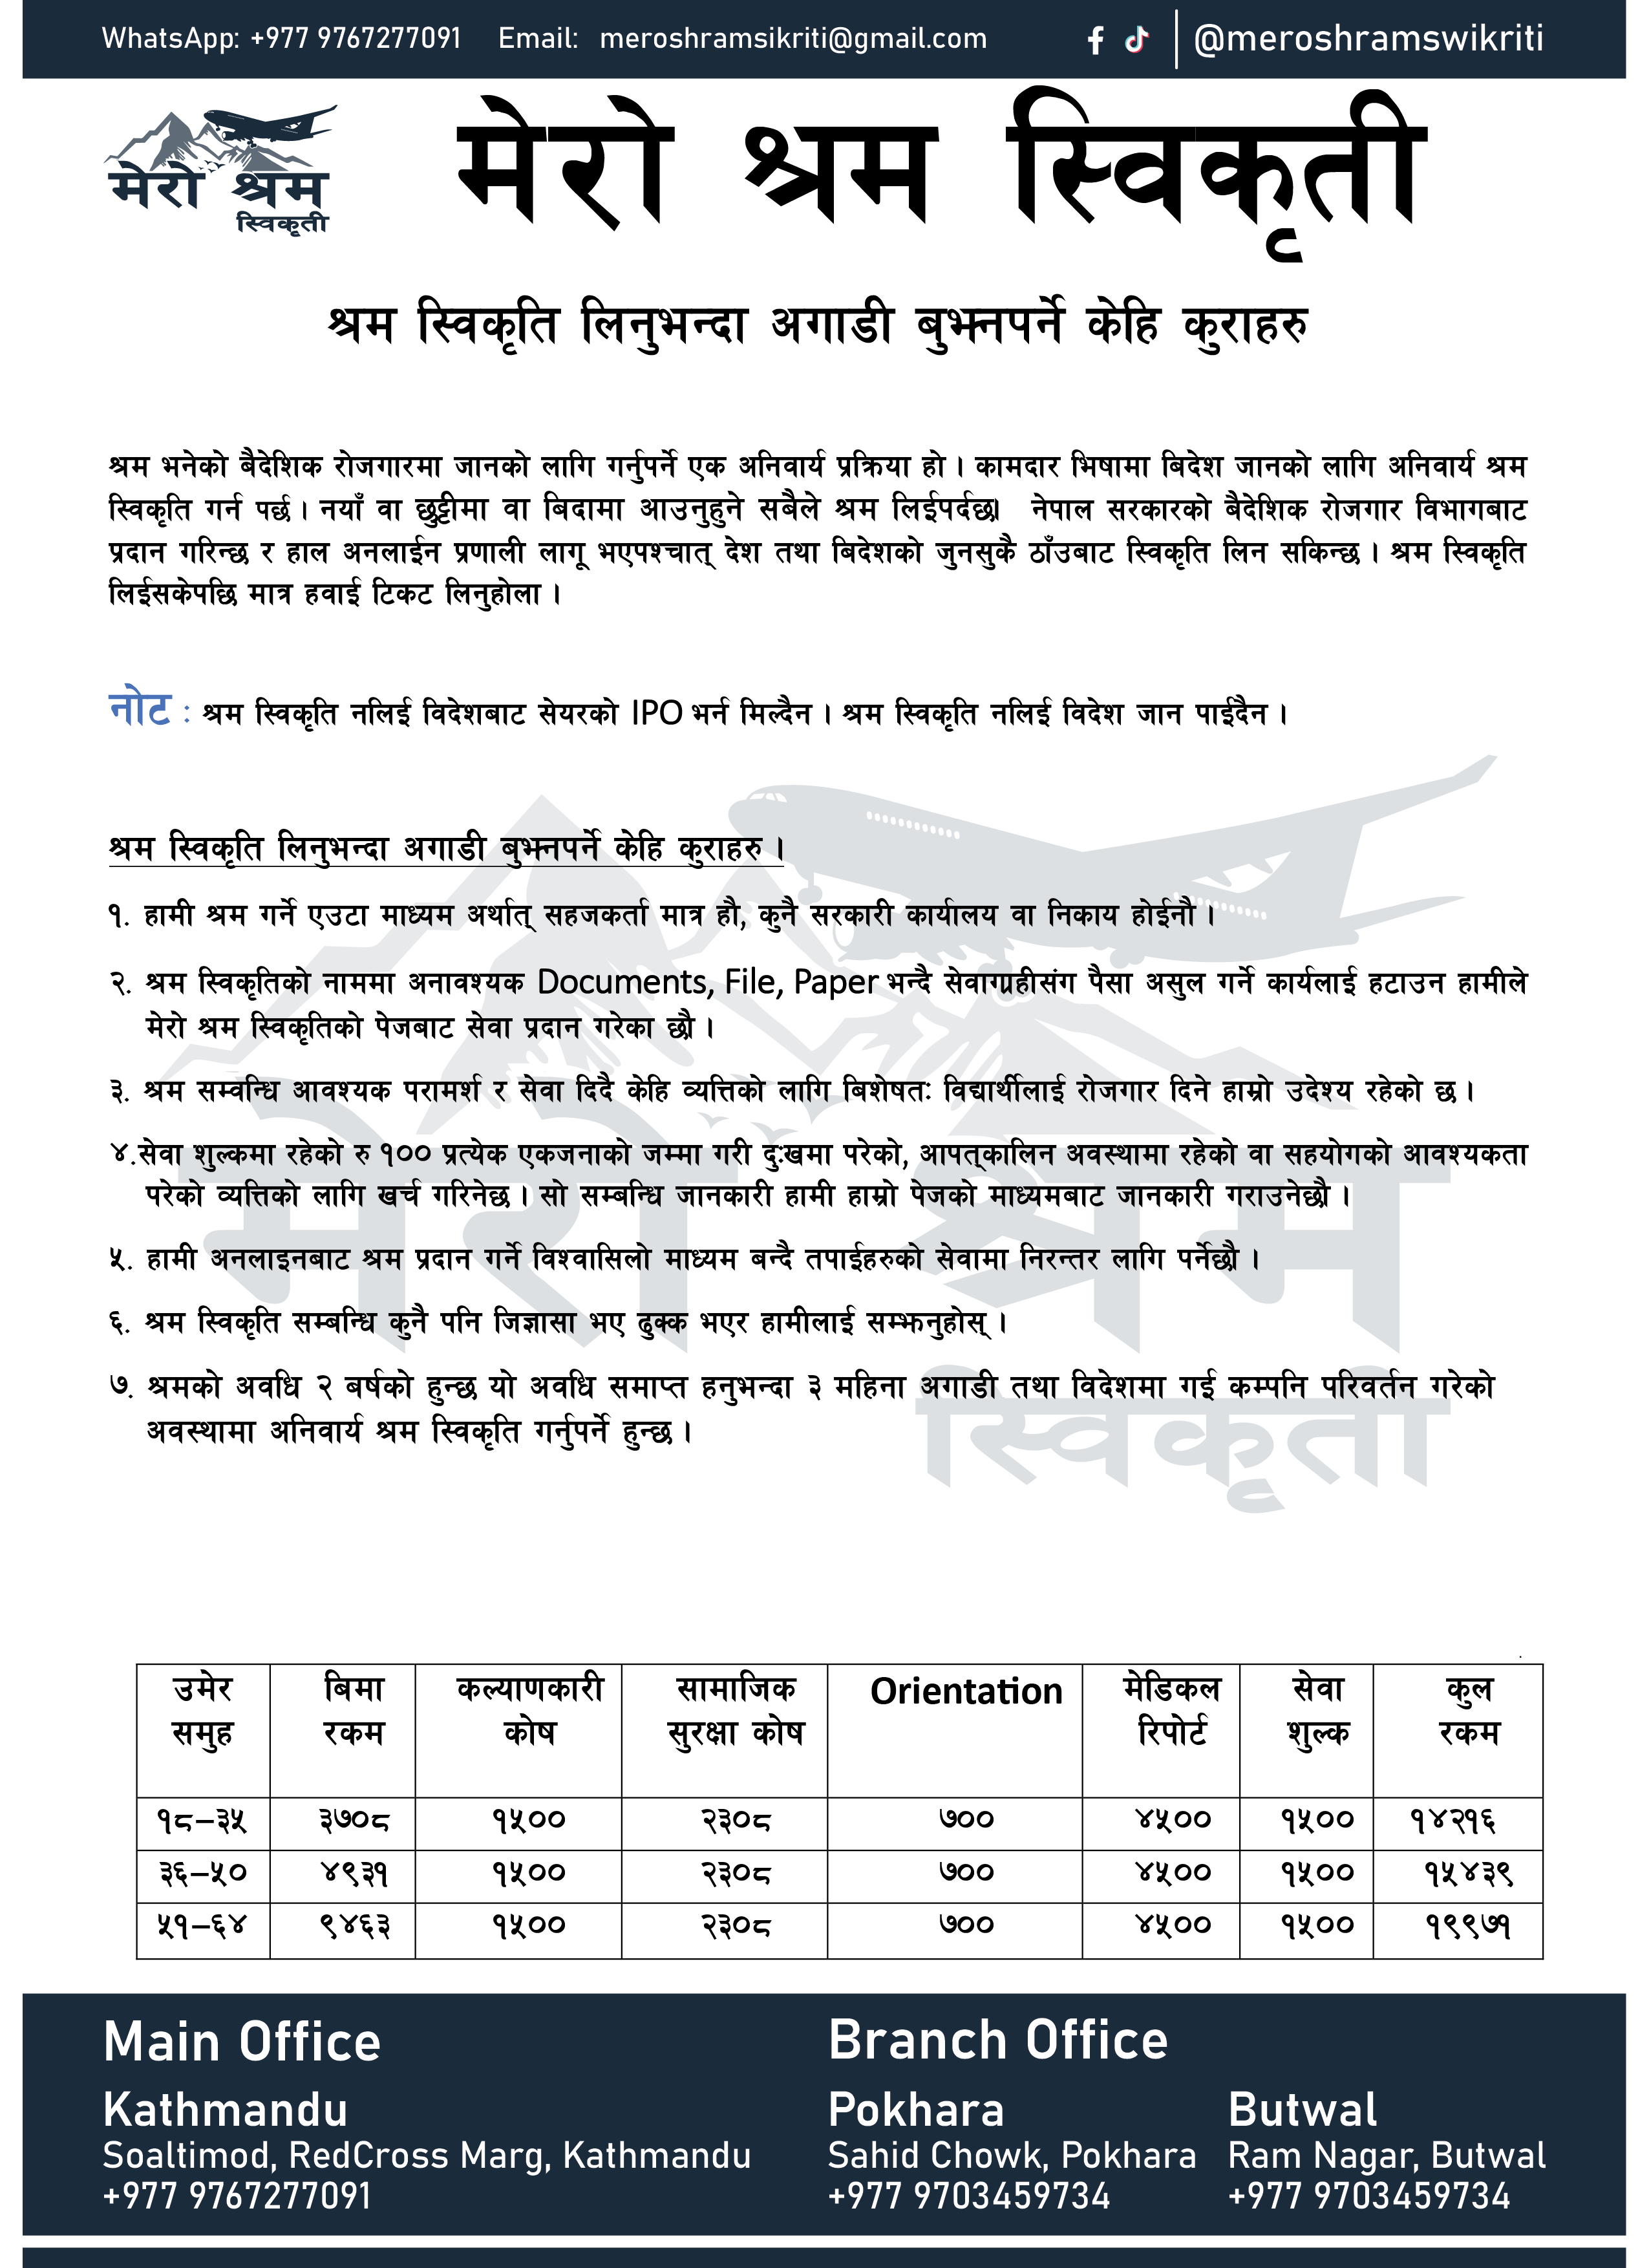 WhatsApp: +977 9767277091 Email: meroshramsikriti@gmail.com @meroshramswikriti
मेरो श्रम
स्विकृती
मेरो श्रम स्विकृती
श्रम स्विकृति लिनुभन्दा अगाडी बुझ्नपर्ने केहि कुराहरु
श्रम भनेको बैदेशिक रोजगारमा जानको लागि गर्नुपर्ने एक अनिवार्य प्रक्रिया हो । कामदार भिषामा बिदेश जानको लागि अनिवार्य श्रम
स्विकृति गर्न पर्छ । नयाँ वा छुट्टीमा वा बिदामा आउनुहुने सबैले श्रम लिईपर्दछ। नेपाल सरकारको बैदेशिक रोजगार विभागबाट
प्रदान गरिन्छ र हाल अनलाईन प्रणाली लागू भएपश्चात् देश तथा बिदेशको जुनसुकै ठाँउबाट स्विकृति लिन सकिन्छ । श्रम स्विकृति
लिईसकेपछि मात्र हवाई टिकट लिनुहोला ।
नोट : श्रम स्विकृति नलिई विदेशबाट सेयरको IPO भर्न मिल्दैन । श्रम स्विकृति नलिई विदेश जान पाईदैन ।
श्रम स्विकृति लिनुभन्दा अगाडी बुझ्नपर्ने केहि कुराहरु ।
१. हामी श्रम गर्ने एउटा माध्यम अर्थात् सहजकर्ता मात्र हौ, कुनै सरकारी कार्यालय वा निकाय होईनौ ।
२. श्रम स्विकृतिको नाममा अनावश्यक Documents, File, Paper भन्दै सेवाग्राहीसंग पैसा असुल गर्ने कार्यलाई हटाउन हामीले
मेरो श्रम स्विकृतिको पेजबाट सेवा प्रदान गरेका छौ ।
३. श्रम सम्वन्धि आवश्यक परामर्श र सेवा दिदै केहि व्यत्तिको लागि बिशेषतः विद्यार्थीलाई रोजगार दिने हाम्रो उदेश्य रहेको छ ।
४.सेवा शुल्कमा रहेको रु १०० प्रत्येक एकजनाको जम्मा गरी दुःखमा परेको, आपत्कालिन अवस्थामा रहेको वा सहयोगको आवश्यकता
परेको व्यत्तिको लागि खर्च गरिनेछ । सो सम्बन्धि जानकारी हामी हाम्रो पेजको माध्यमबाट जानकारी गराउनेछौ ।
५. हामी अनलाइनबाट श्रम प्रदान गर्ने विश्वासिलो माध्यम बन्दै तपाईहरुको सेवामा निरन्तर लागि पर्नेछौ ।
६. श्रम स्विकृति सम्बन्धि कुनै पनि जिज्ञासा भए ढुक्क भएर हामीलाई सम्झनुहोस् ।
७. श्रमको अवधि २ बर्षको हुन्छ यो अवधि समाप्त हनुभन्दा ३ महिना अगाडी तथा विदेशमा गई कम्पनि परिवर्तन गरेको
अवस्थामा अनिवार्य श्रम स्विकृति गर्नुपर्ने हुन्छ ।
मेरो श्रम
स्विकृती
उमेर बिमा कल्याणकारी सामाजिक Orientation मेडिकल सेवा कुल
समुह रकम कोष सुरक्षा कोष रिपोर्ट शुल्क रकम
१८–३५ ३७०८ १५०० २३०८ ७०० ४५०० १५०० १४२१६
३६–५० ४९३१ १५०० २३०८ ७०० ४५०० १५०० १५४३९
५१–६४ ९४६३ १५०० २३०८ ७०० ४५०० १५०० १९९७१
Main Office Branch Office
Kathmandu Pokhara Butwal
Soaltimod, RedCross Marg, Kathmandu Sahid Chowk, Pokhara Ram Nagar, Butwal
+977 9767277091 +977 9703459734 +977 9703459734